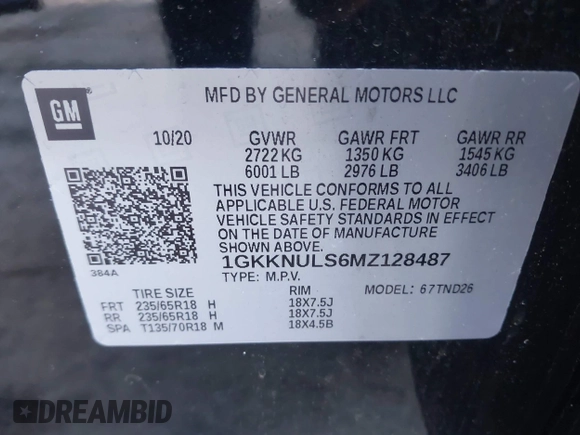 GM
MFD BY GENERAL MOTORS LLC
10/20 GVWR GAWR FRT GAWR RR
2722 KG 1350 KG 1545 KG
6001 LB 2976 LB 3406 LB
THIS VEHICLE CONFORMS TO ALL
APPLICABLE U.S. FEDERAL MOTOR
VEHICLE SAFETY STANDARDS IN EFFECT
ON THE DATE OF MANUFACTURE
SHOWN ABOVE.
384A
1GKKNULS6MZ128487
TYPE: M.P.V. MODEL: 67TND26
TIRE SIZE RIM
FRT 235/65R18 H 18X7.5J
RR 235/65R18 H 18X7.5J
SPA T135/70R18 M 18X4.5B
DREAMBID